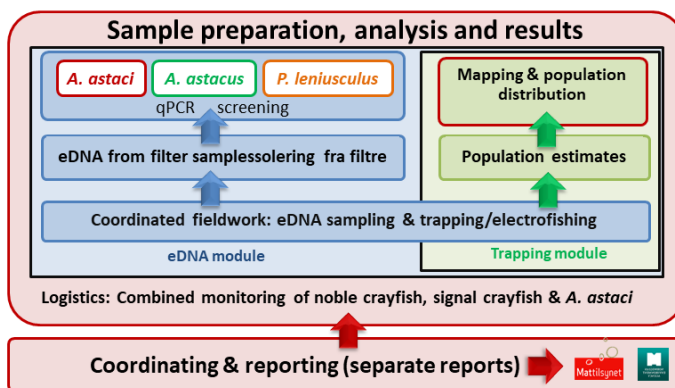 Sample preparation, analysis and results
A. astaci
A. astacus
P. leniusculus
qPCR screening
Mapping & population
distribution
eDNA from filter samplessolering fra filtre
Population estimates
Coordinated fieldwork: eDNA sampling & trapping/electrofishing
eDNA module
Trapping module
Logistics: Combined monitoring of noble crayfish, signal crayfish & A. astaci
Coordinating & reporting (separate reports)
Mattilsynet